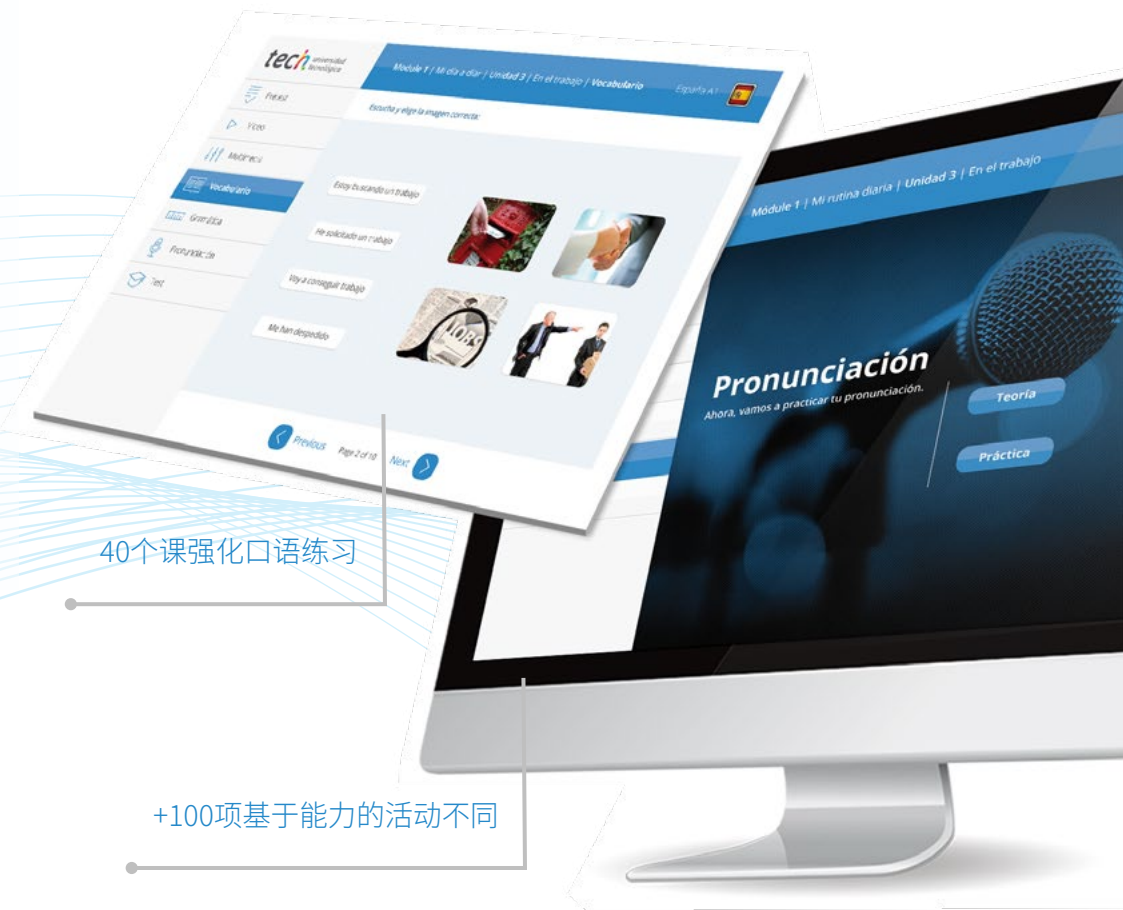 tech universidad
tecnológica
Module 1 | Mi día a diar | Unidad 3 | En el trabajo | Vocabulario
España A1
Escucha y elige la imagen correcta:
Vídeo
Multimedia
Vocabulario
Gramática
Pronunciación
Test
Estoy buscando un trabajo
He solicitado un trabajo
Voy a conseguir trabajo
Me han despedido
JOBS
Previous
Page 2 of 10
Next
Módule 1 | Mi rutina diaria | Unidad 3 | En el trabajo
Pronunciación
Ahora, vamos a practicar tu pronunciación.
Teoría
Práctica
40个课强化口语练习
+100项基于能力的活动不同